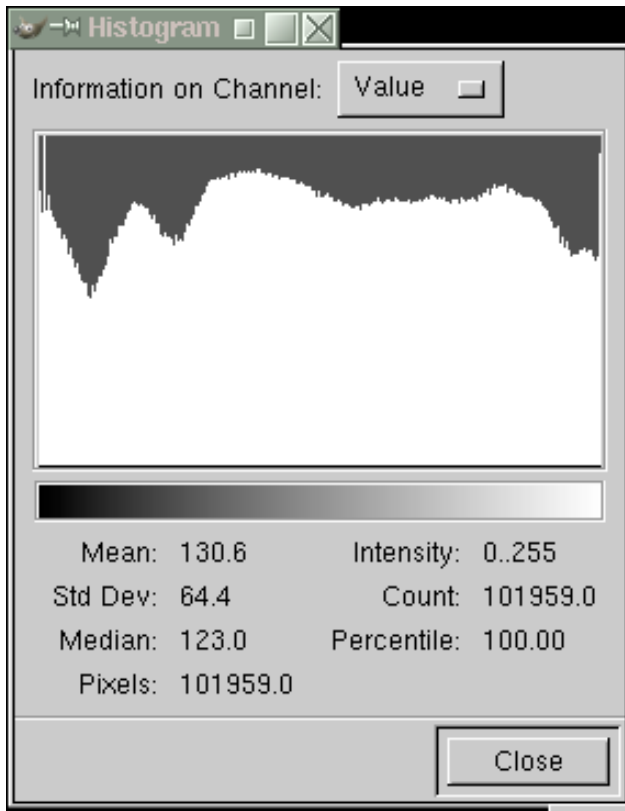 Histogram
Information on Channel: Value
Mean: 130.6 Intensity: 0..255
Std Dev: 64.4 Count: 101959.0
Median: 123.0 Percentile: 100.00
Pixels: 101959.0
Close